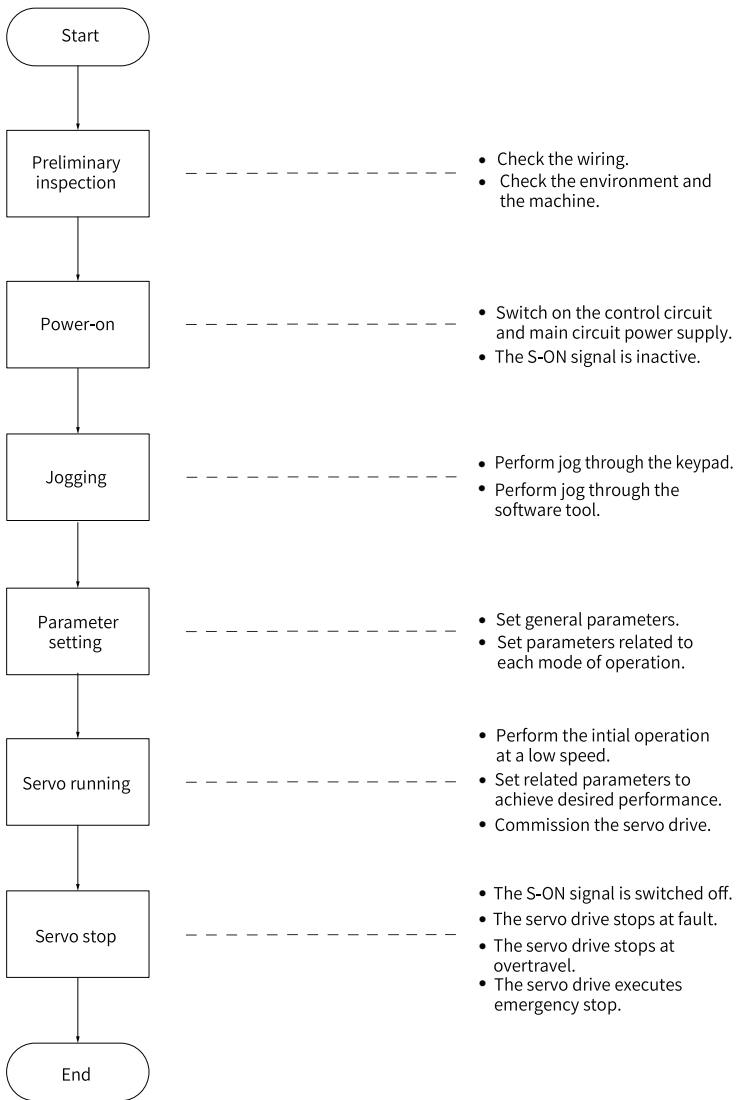 Start
Preliminary
inspection
• Check the wiring.
• Check the environment and
the machine.
Power-on
• Switch on the control circuit
and main circuit power supply.
• The S-ON signal is inactive.
Jogging
• Perform jog through the keypad.
• Perform jog through the
software tool.
Parameter
setting
• Set general parameters.
• Set parameters related to
each mode of operation.
Servo running
• Perform the intial operation
at a low speed.
• Set related parameters to
achieve desired performance.
• Commission the servo drive.
Servo stop
• The S-ON signal is switched off.
• The servo drive stops at fault.
• The servo drive stops at
overtravel.
• The servo drive executes
emergency stop.
End